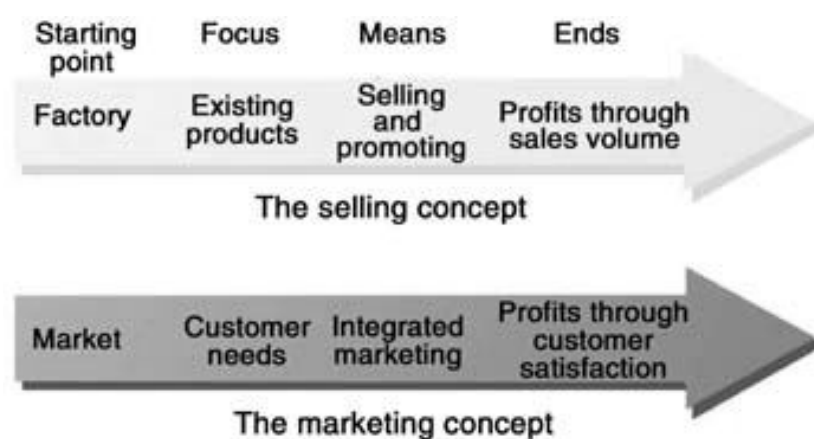 Starting point Focus Means Ends
Factory Existing products Selling and promoting Profits through sales volume
The selling concept
Market Customer needs Integrated marketing Profits through customer satisfaction
The marketing concept